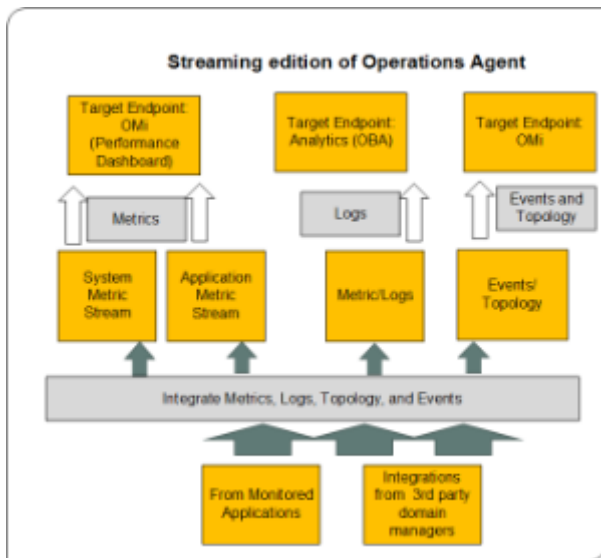 Streaming edition of Operations Agent
Target Endpoint:
OMi
(Performance
Dashboard)
Target Endpoint:
Analytics (OBA)
Target Endpoint:
OMi
Metrics
Logs
Events and
Topology
System
Metric
Stream
Application
Metric
Stream
Metric/Logs
Events/
Topology
Integrate Metrics, Logs, Topology, and Events
From Monitored
Applications
Integrations
from 3rd party
domain
managers